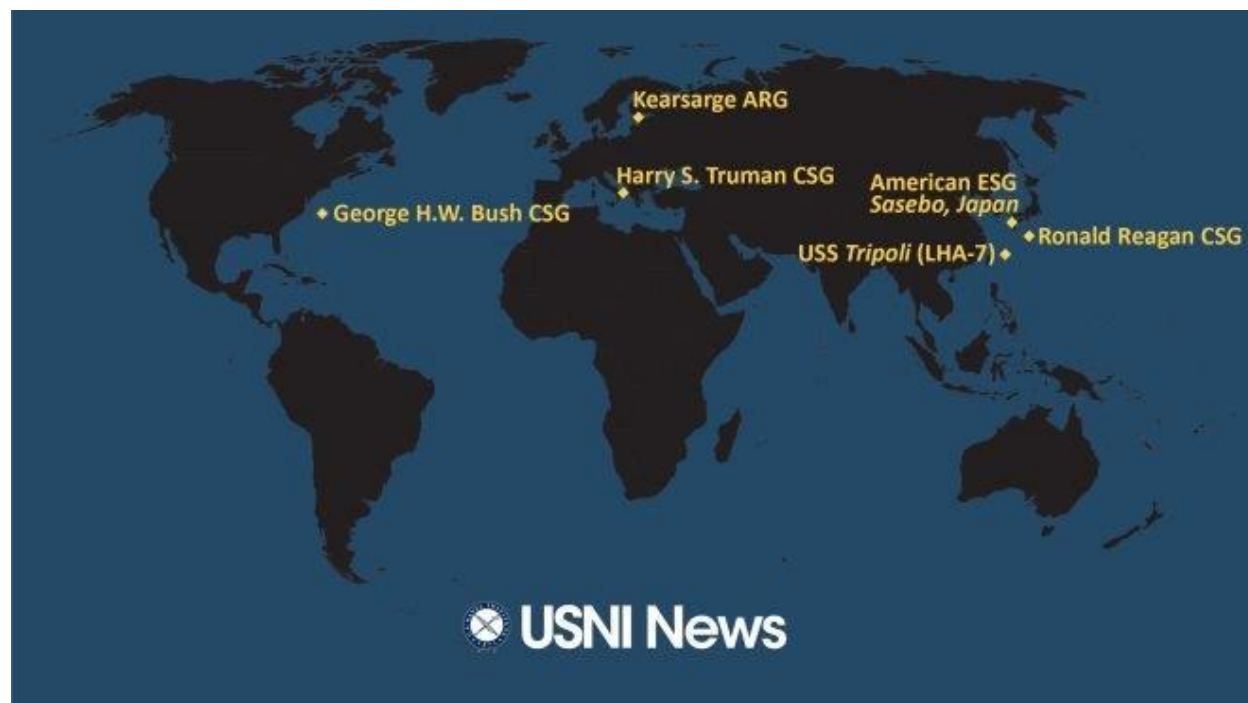 Kearsarge ARG
Harry S. Truman CSG
American ESG
Sasebo, Japan
George H.W. Bush CSG
Ronald Reagan CSG
USS Tripoli (LHA-7)
USNI News